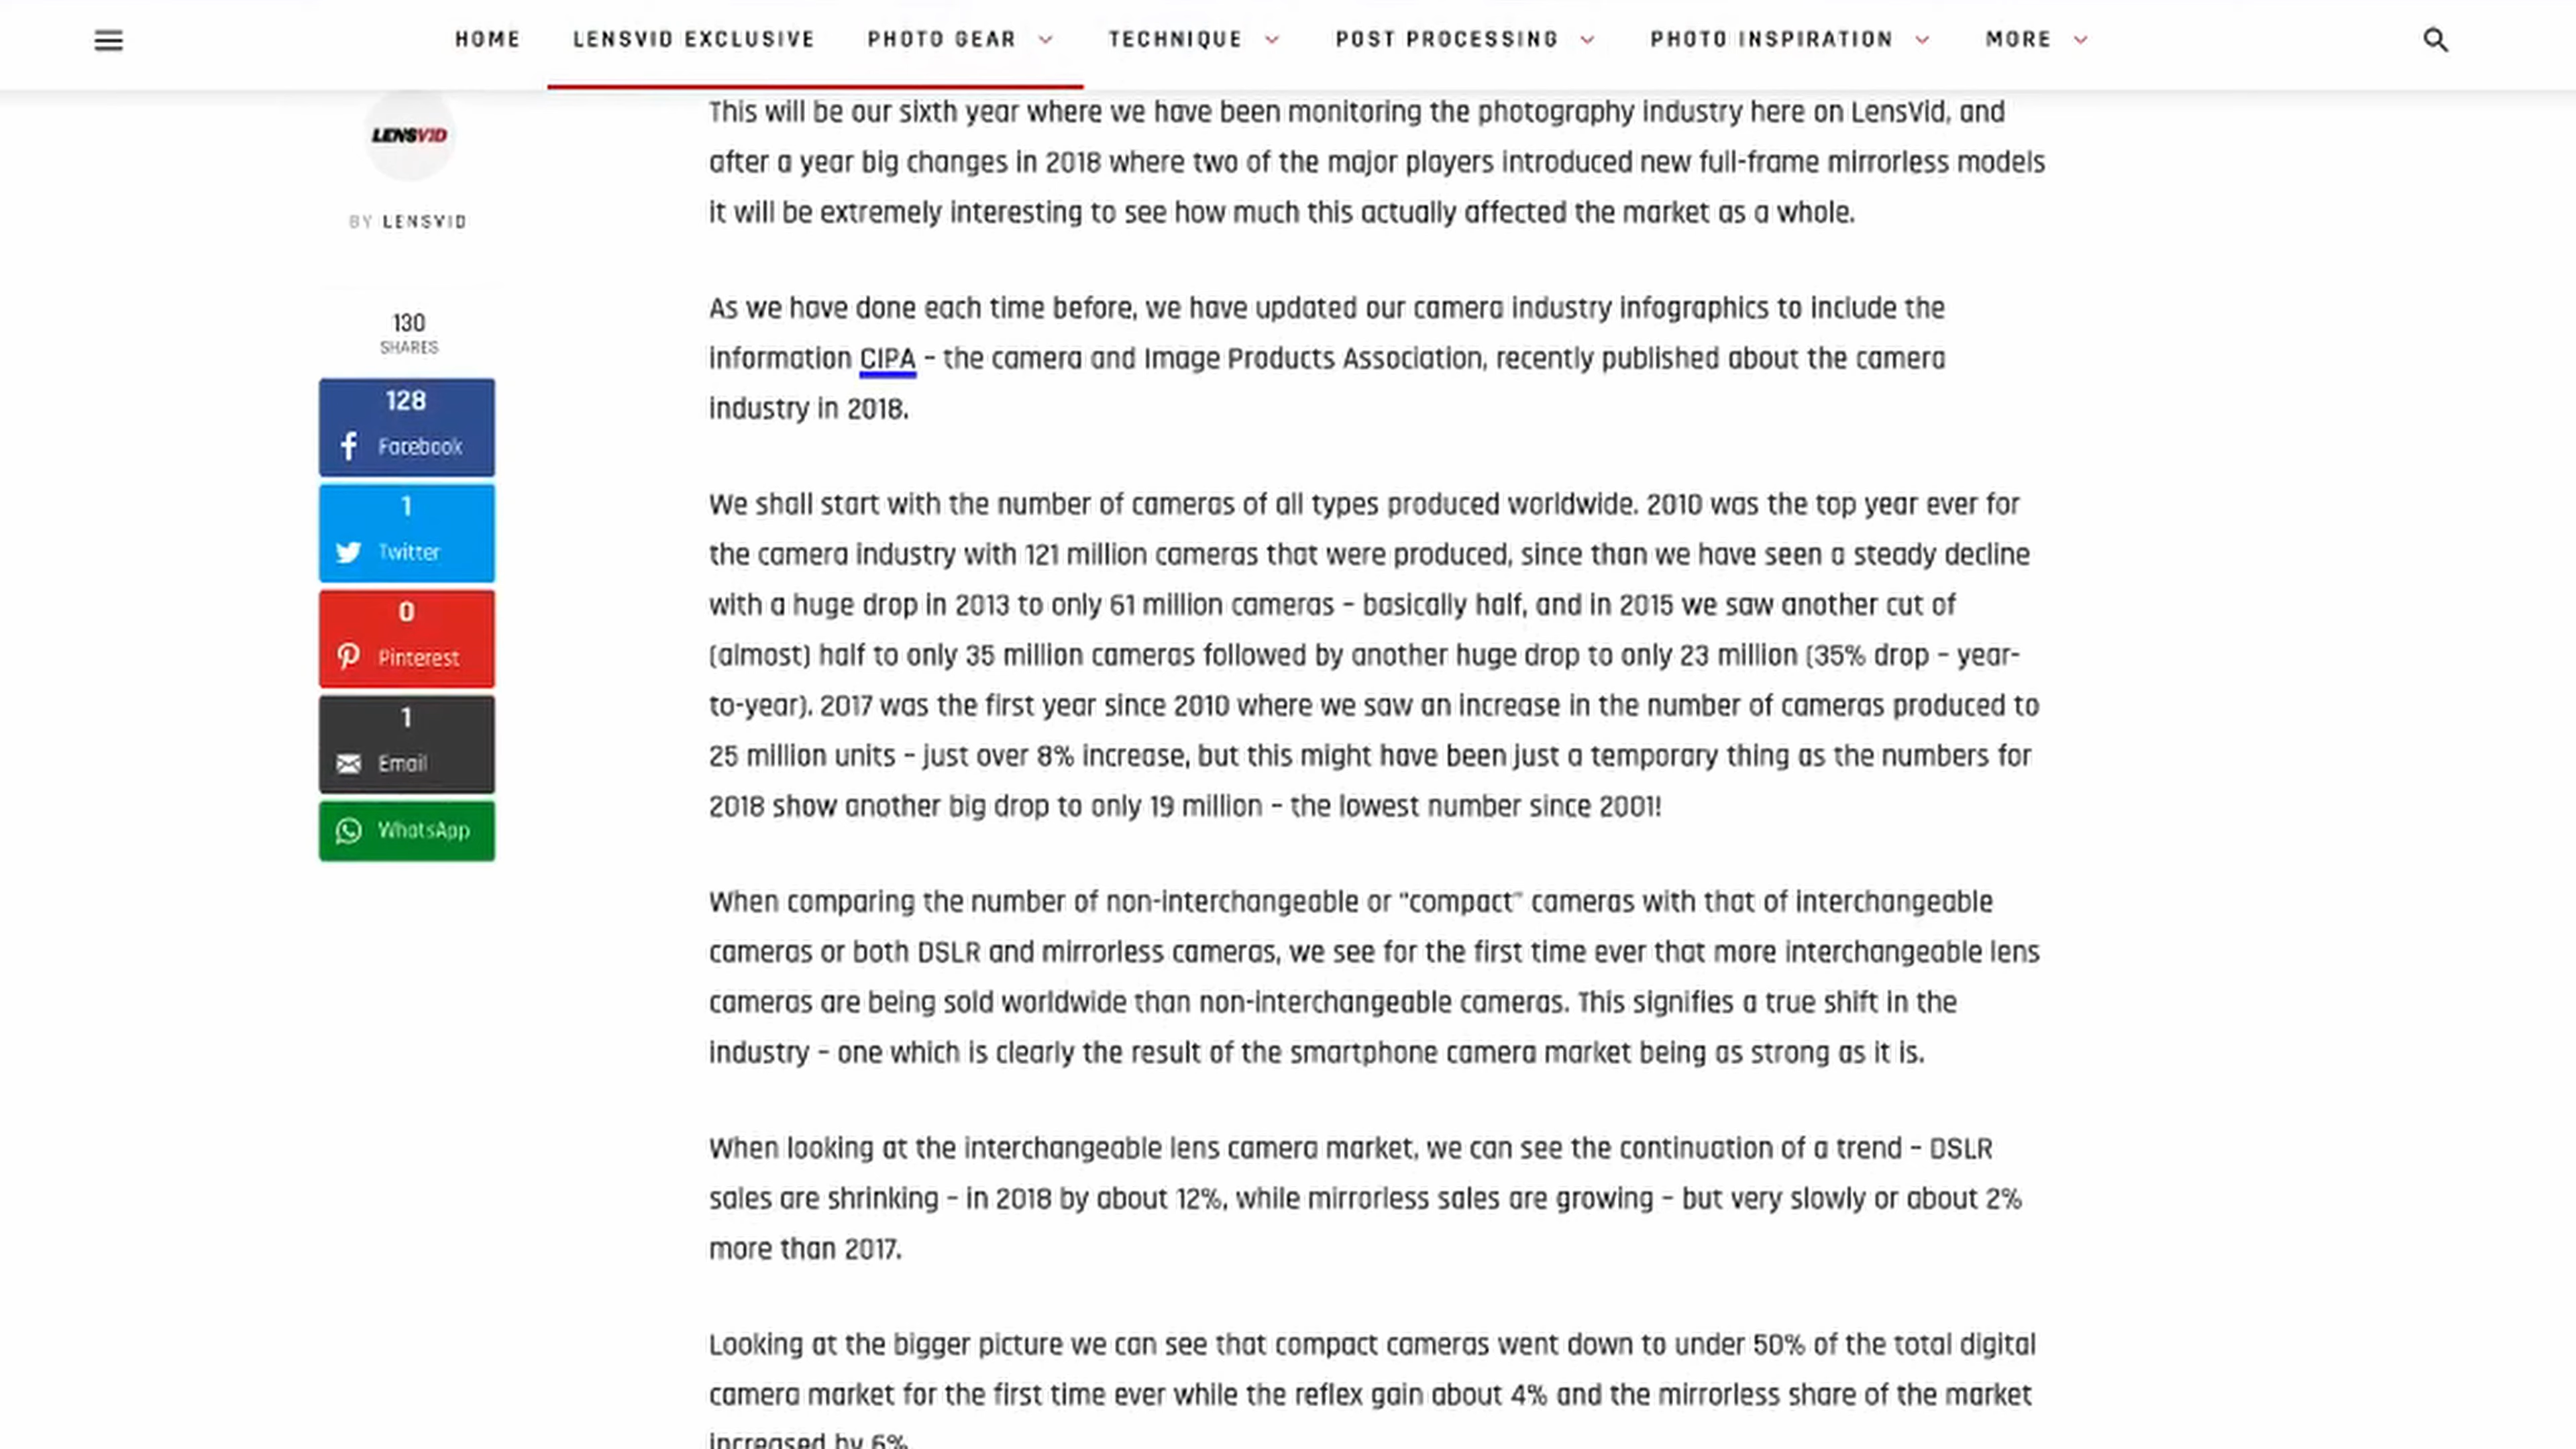 HOME LENSVID EXCLUSIVE PHOTO GEAR TECHNIQUE POST PROCESSING PHOTO INSPIRATION MORE
LENSVID
BY LENSVID
130
SHARES
128
Facebook
1
Twitter
0
Pinterest
1
Email
WhatsApp
This will be our sixth year where we have been monitoring the photography industry here on LensVid, and
after a year big changes in 2018 where two of the major players introduced new full-frame mirrorless models
it will be extremely interesting to see how much this actually affected the market as a whole.
As we have done each time before, we have updated our camera industry infographics to include the
information CIPA – the camera and Image Products Association, recently published about the camera
industry in 2018.
We shall start with the number of cameras of all types produced worldwide. 2010 was the top year ever for
the camera industry with 121 million cameras that were produced, since than we have seen a steady decline
with a huge drop in 2013 to only 61 million cameras – basically half, and in 2015 we saw another cut of
(almost) half to only 35 million cameras followed by another huge drop to only 23 million (35% drop – year-
to-year). 2017 was the first year since 2010 where we saw an increase in the number of cameras produced to
25 million units – just over 8% increase, but this might have been just a temporary thing as the numbers for
2018 show another big drop to only 19 million – the lowest number since 2001!
When comparing the number of non-interchangeable or “compact” cameras with that of interchangeable
cameras or both DSLR and mirrorless cameras, we see for the first time ever that more interchangeable lens
cameras are being sold worldwide than non-interchangeable cameras. This signifies a true shift in the
industry – one which is clearly the result of the smartphone camera market being as strong as it is.
When looking at the interchangeable lens camera market, we can see the continuation of a trend – DSLR
sales are shrinking – in 2018 by about 12%, while mirrorless sales are growing – but very slowly or about 2%
more than 2017.
Looking at the bigger picture we can see that compact cameras went down to under 50% of the total digital
camera market for the first time ever while the reflex gain about 4% and the mirrorless share of the market
increased by 6%.